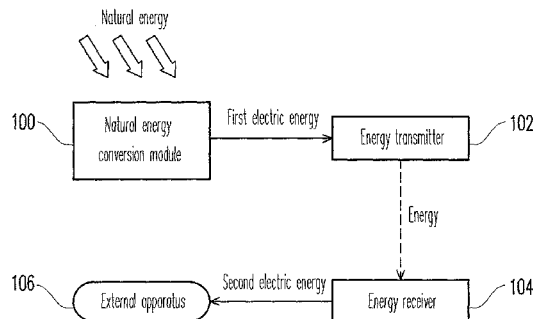 Natural energy
100
Natural energy
conversion module
First electric energy
Energy transmitter
102
Energy
106
External apparatus
Second electric energy
Energy receiver
104